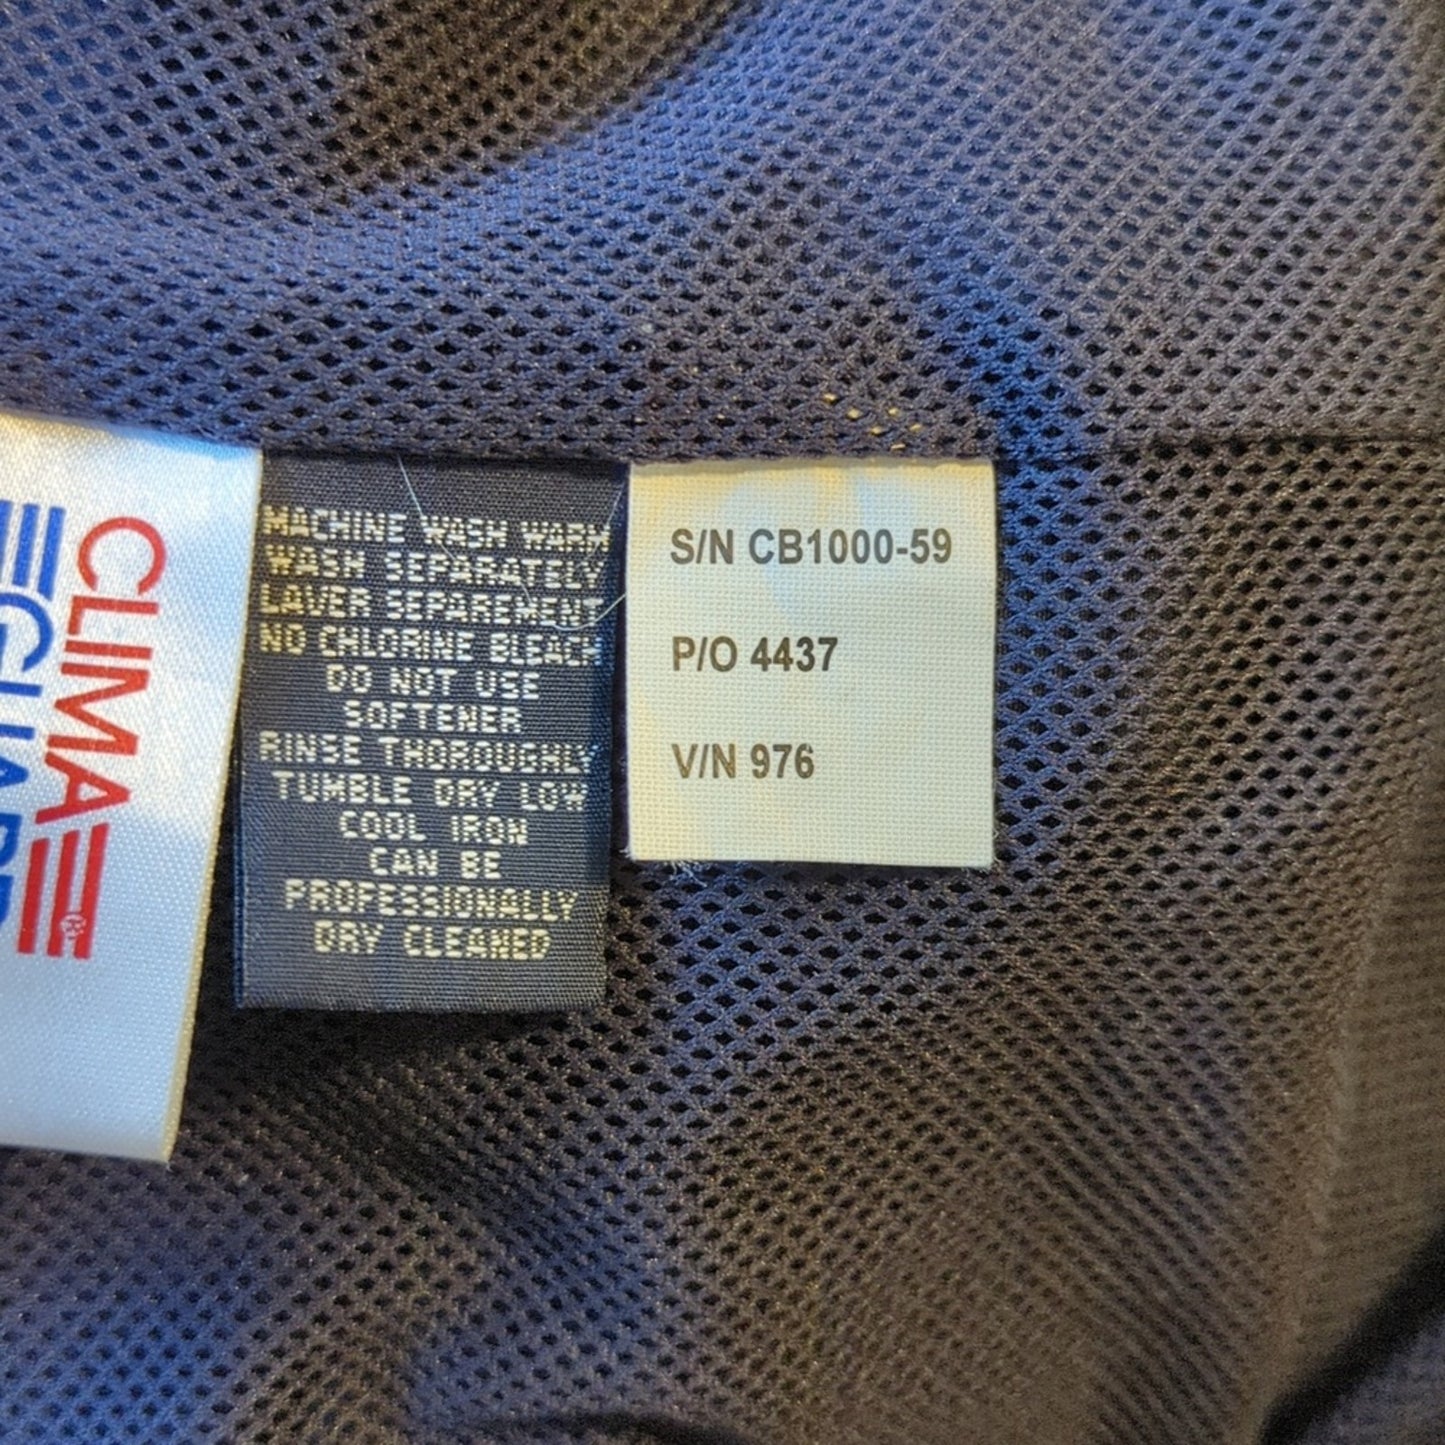 CLIMA
GUARD
MACHINE WASH WARM
WASH SEPARATELY
LAVER SEPAREMENT
NO CHLORINE BLEACH
DO NOT USE
SOFTENER
RINSE THOROUGHLY
TUMBLE DRY LOW
COOL IRON
CAN BE
PROFESSIONALLY
DRY CLEANED
S/N CB1000-59
P/O 4437
V/N 976